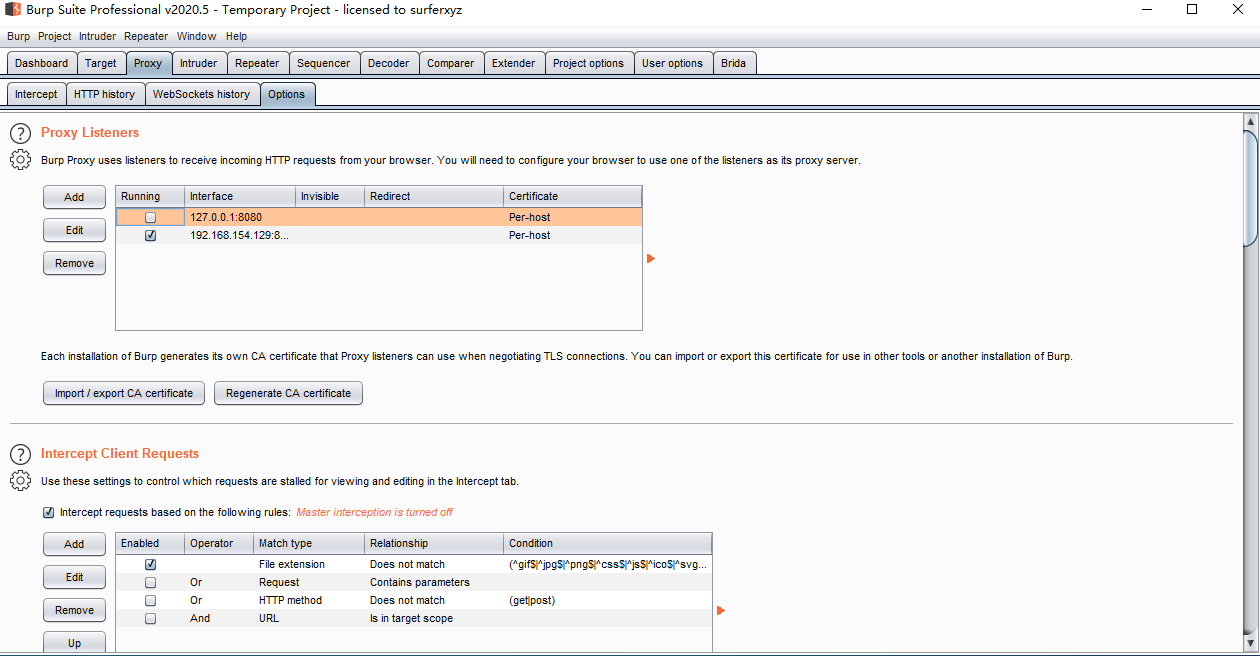 Burp Suite Professional v2020.5 - Temporary Project - licensed to surferxyz
Burp Project Intruder Repeater Window Help
Dashboard Target Proxy Intruder Repeater Sequencer Decoder Comparer Extender Project options User options Brida
Intercept HTTP history WebSockets history Options
? Proxy Listeners
Burp Proxy uses listeners to receive incoming HTTP requests from your browser. You will need to configure your browser to use one of the listeners as its proxy server.
Add Running Interface Invisible Redirect Certificate
127.0.0.1:8080 Per-host
Edit 192.168.154.129:8... Per-host
Remove
Each installation of Burp generates its own CA certificate that Proxy listeners can use when negotiating TLS connections. You can import or export this certificate for use in other tools or another installation of Burp.
Import / export CA certificate Regenerate CA certificate
? Intercept Client Requests
Use these settings to control which requests are stalled for viewing and editing in the Intercept tab.
Intercept requests based on the following rules: Master interception is turned off
Add Enabled Operator Match type Relationship Condition
File extension Does not match (^gif$|^jpg$|^png$|^css$|^js$|^ico$|^svg...
Edit Or Request Contains parameters
Or HTTP method Does not match (get|post)
Remove And URL Is in target scope
Up